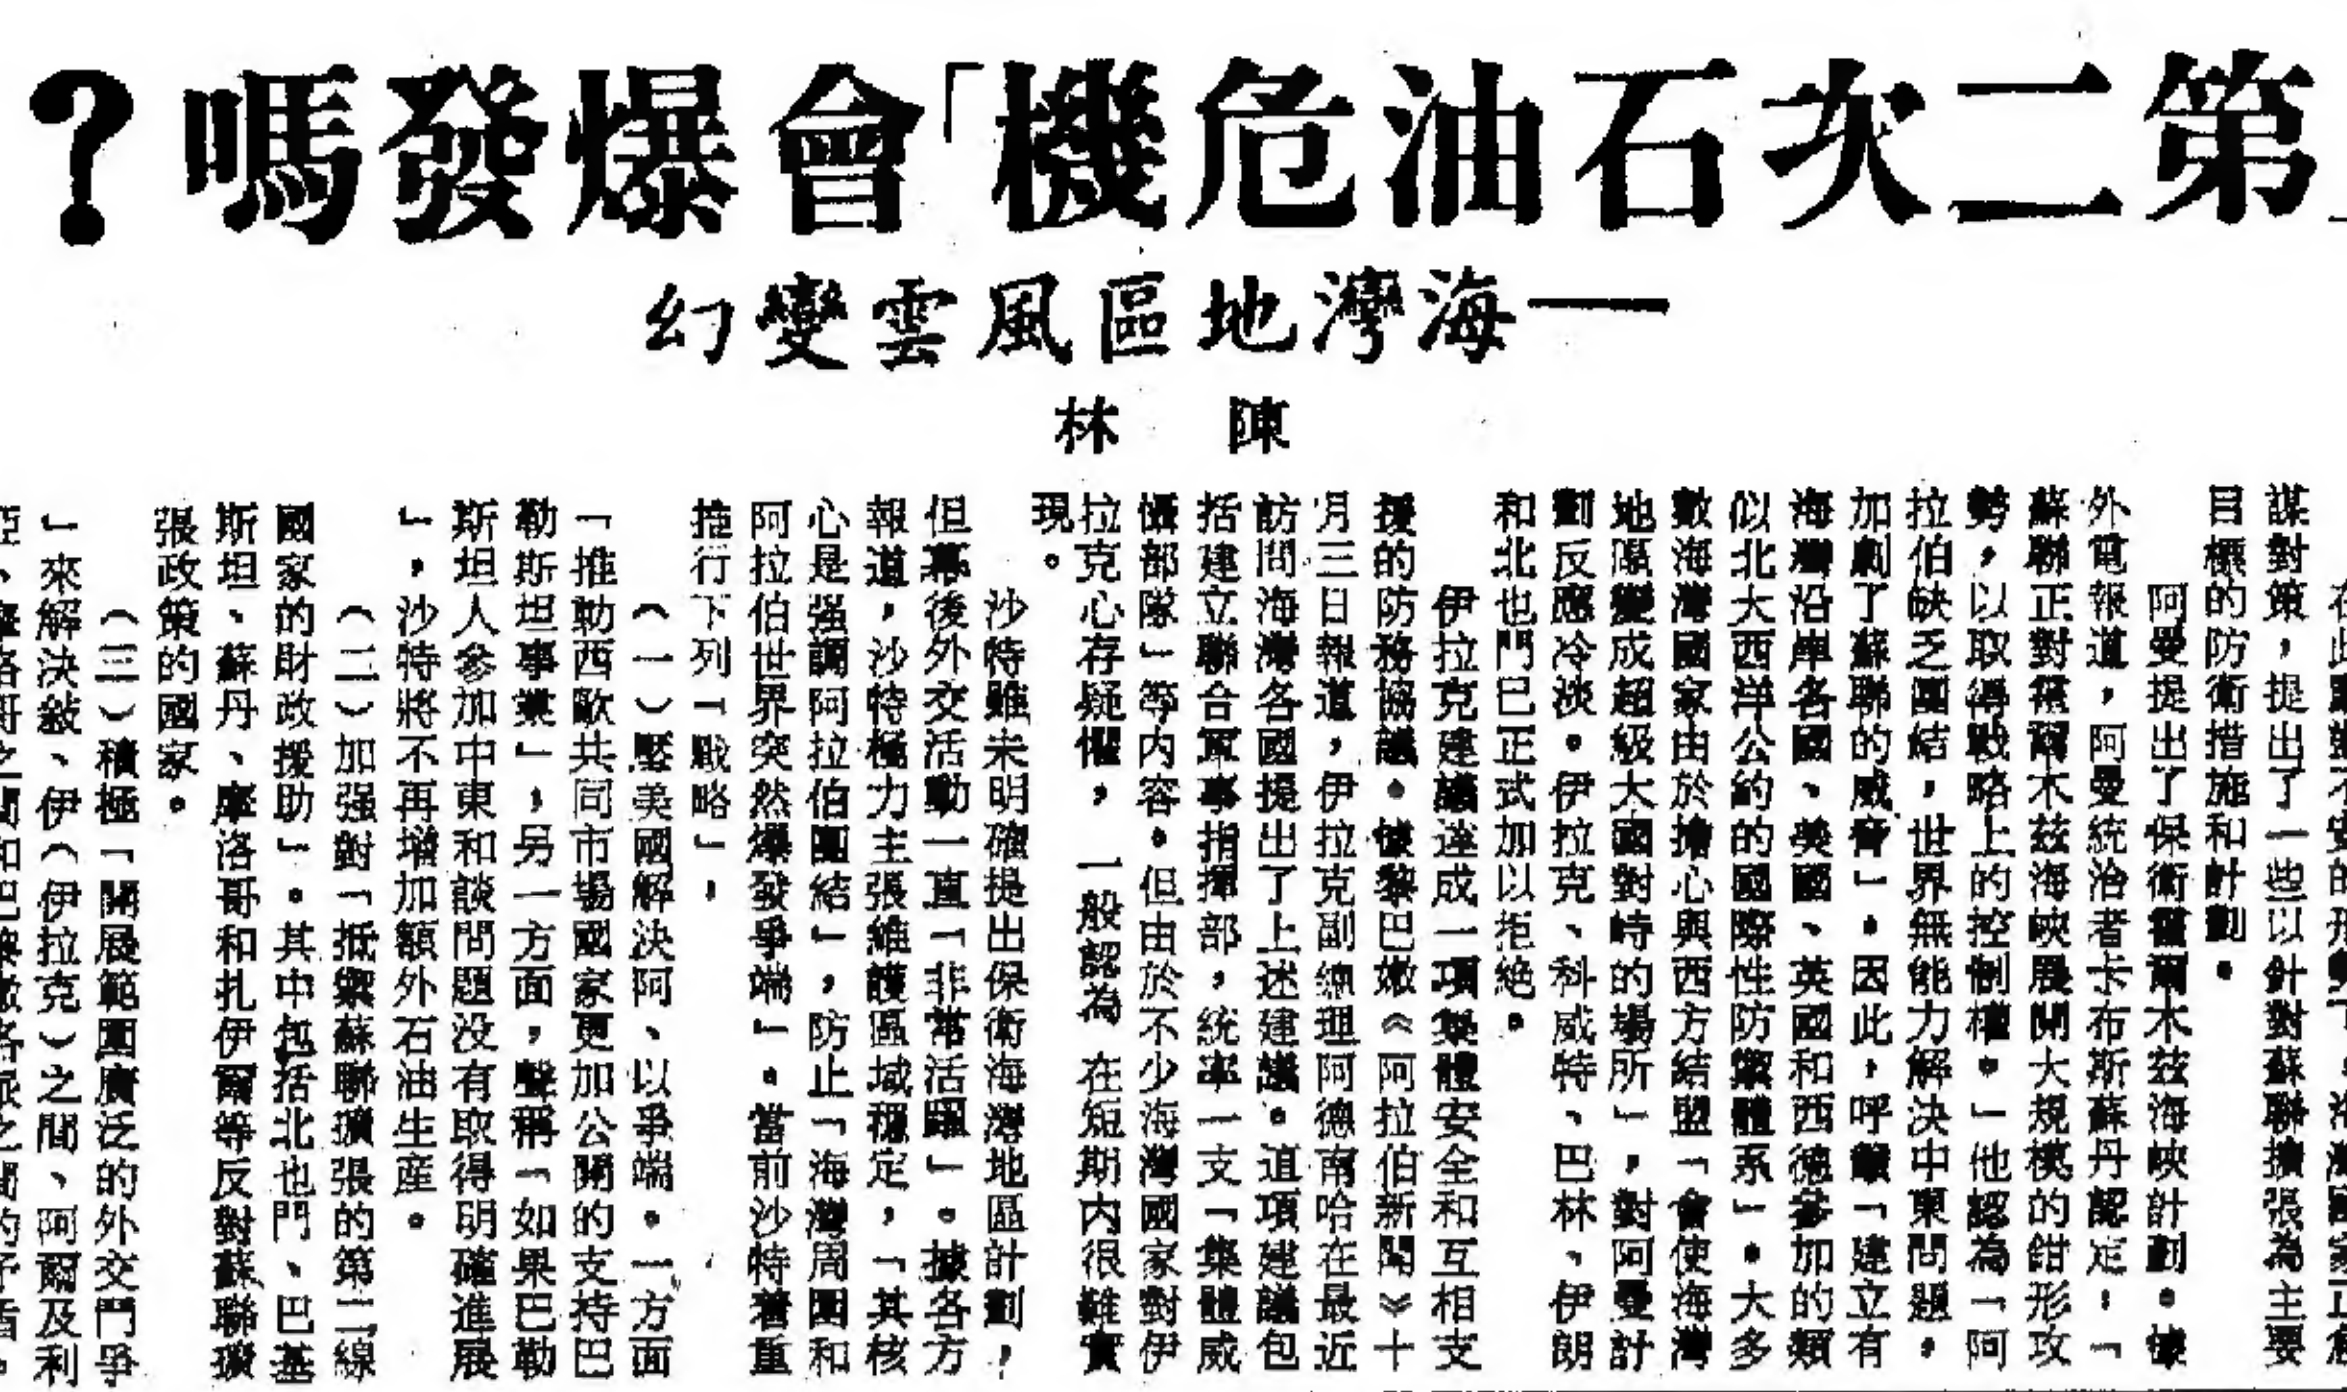 「第二次石油危機」會爆發嗎？
—海灣地區風雲變幻
陳林
謀對策，提出了一些以針對蘇聯擴張為主要
目標的防衛措施和計劃。
阿曼提出了保衛霍爾木茲海峽計劃。據
外電報道，阿曼統治者卡布斯蘇丹認定：「
蘇聯正對霍爾木茲海峽展開大規模的鉗形攻
勢，以取得戰略上的控制權。」他認為「阿
拉伯缺乏團結，世界無能力解決中東問題，
加劇了蘇聯的威脅」。因此，呼籲「建立有
海灣沿岸各國、美國、英國和西德參加的類
似北大西洋公約的國際性防禦體系」。大多
數海灣國家由於擔心與西方結盟「會使海灣
地區變成超級大國對峙的場所」，對阿曼計
劃反應冷淡。伊拉克、科威特、巴林、伊朗
和北也門已正式加以拒絕。
伊拉克建議達成一項集體安全和互相支
援的防務協議。據黎巴嫩《阿拉伯新聞》十
月三日報道，伊拉克副總理阿德南哈在最近
訪問海灣各國提出了上述建議。這項建議包
括建立聯合軍事指揮部，統率一支「集體威
懾部隊」等內容。但由於不少海灣國家對伊
拉克心存疑懼，一般認為在短期內很難實
現。
沙特雖未明確提出保衛海灣地區計劃，
但幕後外交活動一直「非常活躍」。據各方
報道，沙特極力主張維護區域穩定，「其核
心是强調阿拉伯團結」，防止「海灣周圍和
阿拉伯世界突然爆發爭端」。當前沙特着重
推行下列「戰略」，
（一）壓美國解決阿、以爭端。一方面
「推動西歐共同市場國家更加公開的支持巴
勒斯坦事業」，另一方面，聲稱「如果巴勒
斯坦人參加中東和談問題没有取得明確進展
」，沙特將不再增加額外石油生産。
（二）加强對「抵禦蘇聯擴張的第二線
國家的財政援助」。其中包括北也門、巴基
斯坦、蘇丹、摩洛哥和扎伊爾等反對蘇聯擴
張政策的國家。
（三）積極「開展範圍廣泛的外交鬥爭
」來解決敍、伊（伊拉克）之間、阿爾及利